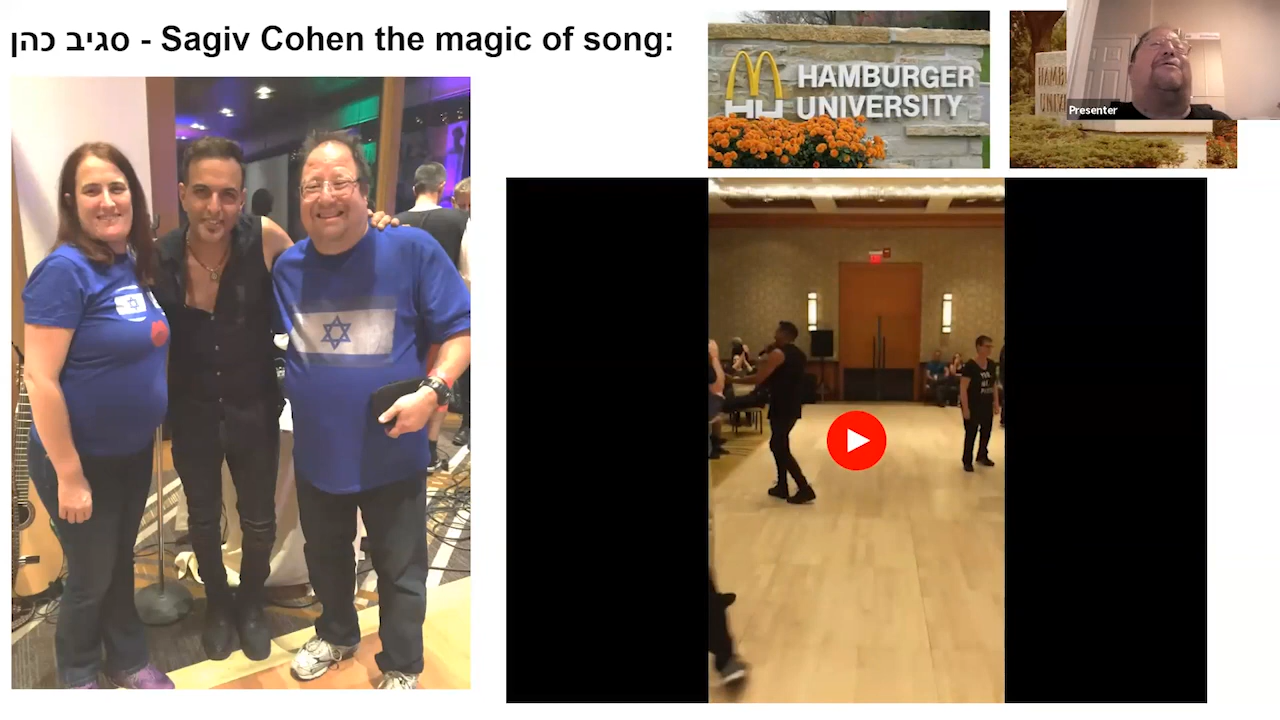 סגיב כהן - Sagiv Cohen the magic of song:
HAMBURGER
UNIVERSITY
Presenter